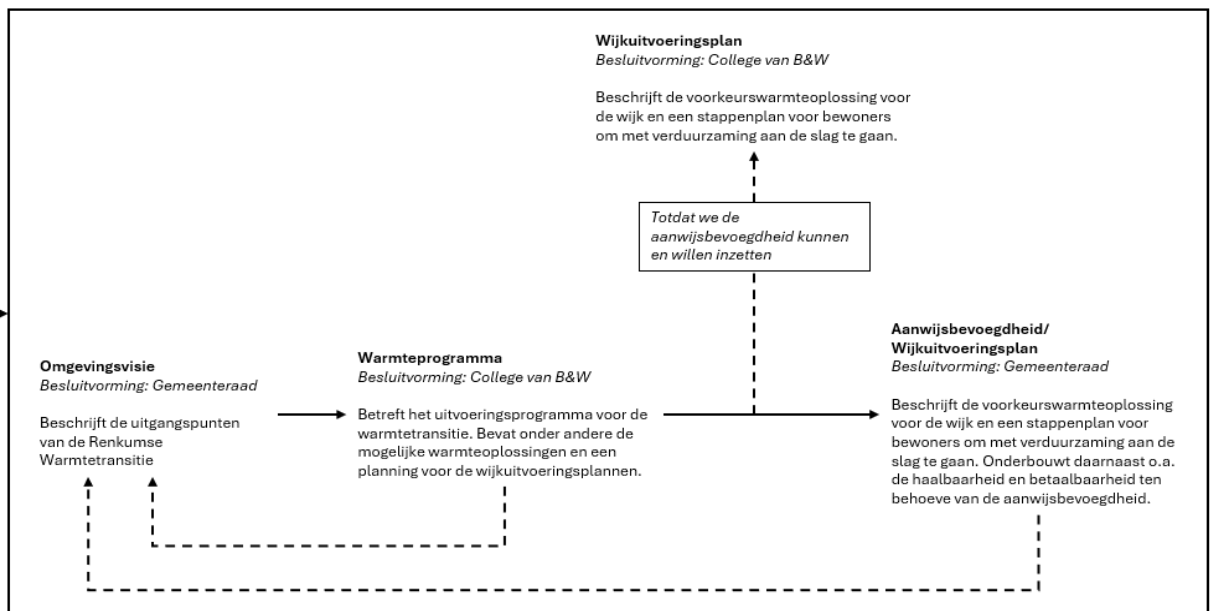 Wijkuitvoeringsplan
Besluitvorming: College van B&W
Beschrijft de voorkeurswarmteoplossing voor
de wijk en een stappenplan voor bewoners
om met verduurzaming aan de slag te gaan.
Totdat we de
aanwijsbevoegdheid kunnen
en willen inzetten
Omgevingsvisie
Besluitvorming: Gemeenteraad
Beschrijft de uitgangspunten
van de Renkumse
Warmtetransitie
Warmteprogramma
Besluitvorming: College van B&W
Betreft het uitvoeringsprogramma voor de
warmtetransitie. Bevat onder andere de
mogelijke warmteoplossingen en een
planning voor de wijkuitvoeringsplannen.
Aanwijsbevoegdheid/
Wijkuitvoeringsplan
Besluitvorming: Gemeenteraad
Beschrijft de voorkeurswarmteoplossing
voor de wijk en een stappenplan voor
bewoners om met verduurzaming aan de
slag te gaan. Onderbouwt daarnaast o.a.
de haalbaarheid en betaalbaarheid ten
behoeve van de aanwijsbevoegdheid.